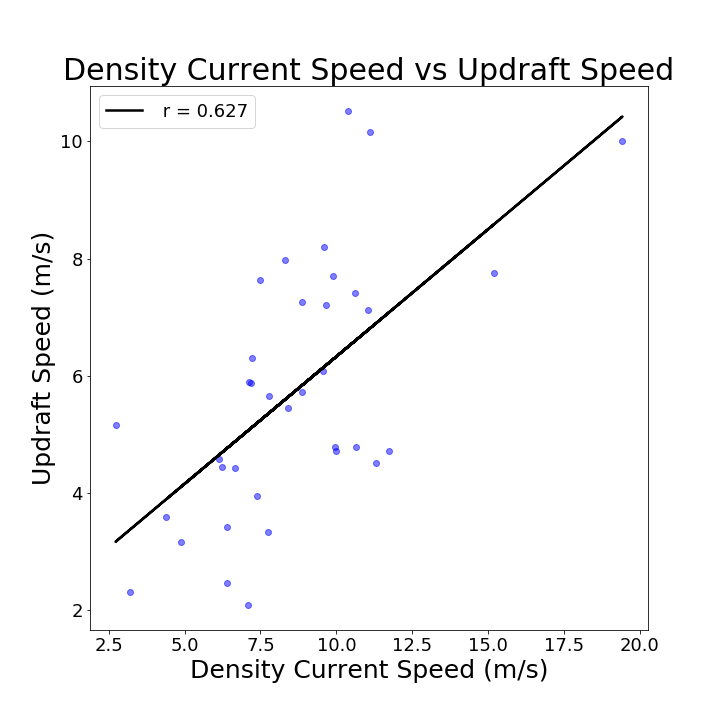 Density Current Speed vs Updraft Speed
r = 0.627
Updraft Speed (m/s)
10
8
6
4
2
2.5 5.0 7.5 10.0 12.5 15.0 17.5 20.0
Density Current Speed (m/s)